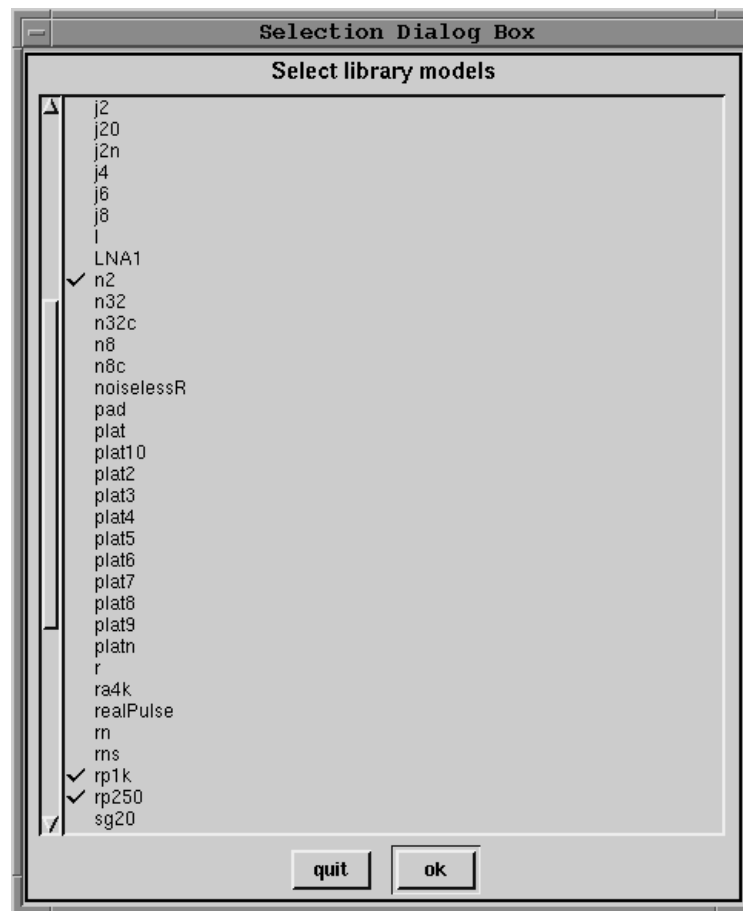 Selection Dialog Box
Select library models
j2
j20
j2n
j4
j6
j8
l
LNA1
n2
n32
n32c
n8
n8c
noiselessR
pad
plat
plat10
plat2
plat3
plat4
plat5
plat6
plat7
plat8
plat9
platn
r
ra4k
realPulse
rn
rns
rp1k
rp250
sg20
quit ok